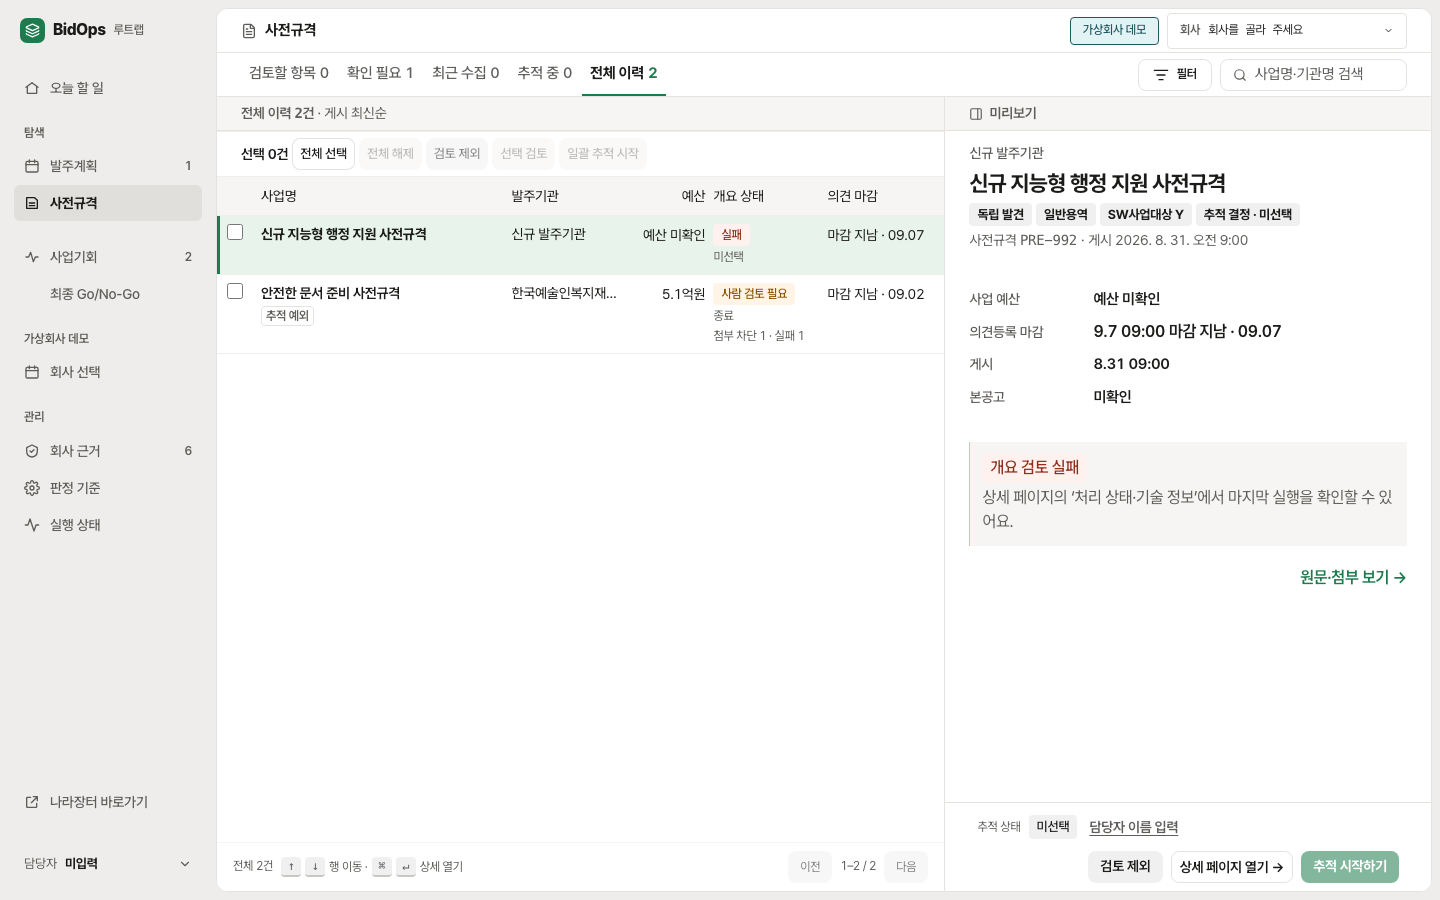 BidOps 루트랩
오늘 할 일
탐색
발주계획 1
사전규격
사업기회 2
최종 Go/No-Go
가상회사 데모
회사 선택
관리
회사 근거 6
판정 기준
실행 상태
나라장터 바로가기
담당자 미입력
사전규격
가상회사 데모
회사 회사를 골라 주세요
검토할 항목 0 확인 필요 1 최근 수집 0 추적 중 0 전체 이력 2
필터
사업명·기관명 검색
전체 이력 2건 · 게시 최신순
선택 0건 전체 선택 전체 해제 검토 제외 선택 검토 일괄 추적 시작
사업명 발주기관 예산 개요 상태 의견 마감
신규 지능형 행정 지원 사전규격 신규 발주기관 예산 미확인 실패 마감 지남 · 09.07
미선택
안전한 문서 준비 사전규격 한국예술인복지재... 5.1억원 사람 검토 필요 마감 지남 · 09.02
추적 예외 종료
첨부 차단 1 · 실패 1
전체 2건 ↑ ↓ 행 이동 · ⌘ ↵ 상세 열기
이전 1–2 / 2 다음
미리보기
신규 발주기관
신규 지능형 행정 지원 사전규격
독립 발견 일반용역 SW사업대상 Y 추적 결정 · 미선택
사전규격 PRE-992 · 게시 2026. 8. 31. 오전 9:00
사업 예산 예산 미확인
의견등록 마감 9.7 09:00 마감 지남 · 09.07
게시 8.31 09:00
본공고 미확인
개요 검토 실패
상세 페이지의 ‘처리 상태·기술 정보’에서 마지막 실행을 확인할 수 있
어요.
원문·첨부 보기 →
추적 상태 미선택 담당자 이름 입력
검토 제외 상세 페이지 열기 → 추적 시작하기